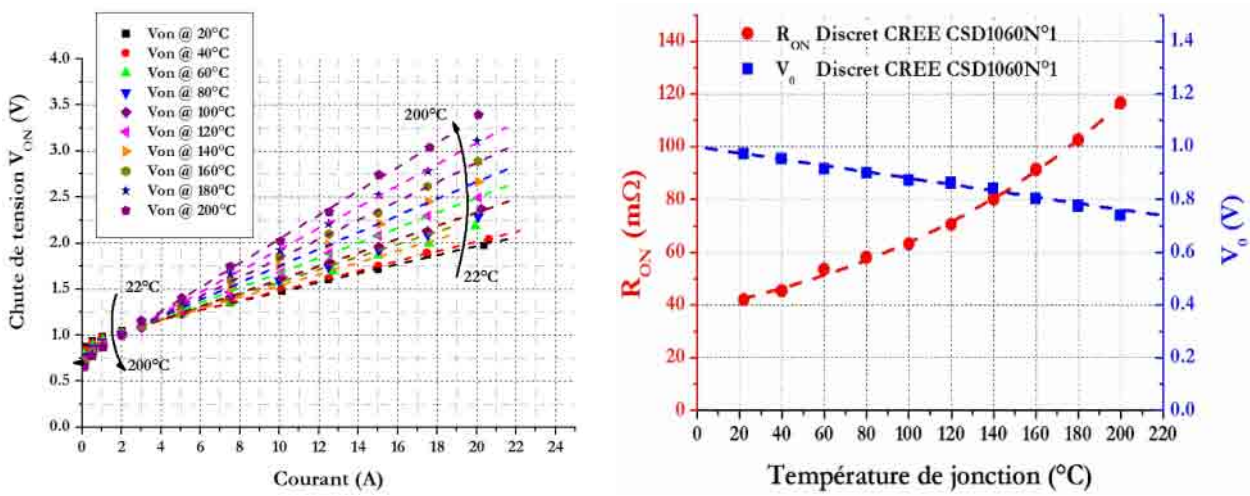 Von @ 20°C
Von @ 40°C
Von @ 60°C
Von @ 80°C
Von @ 100°C
Von @ 120°C
Von @ 140°C
Von @ 160°C
Von @ 180°C
Von @ 200°C
Chute de tension V_ON (V)
4.0
3.5
3.0
2.5
2.0
1.5
1.0
0.5
0.0
200°C
22°C
22°C
200°C
0 2 4 6 8 10 12 14 16 18 20 22 24
Courant (A)
R_ON Discret CREE CSD1060N°1
V_0 Discret CREE CSD1060N°1
R_ON (mΩ)
140
120
100
80
60
40
20
0
1.4
1.2
1.0
0.8
0.6
0.4
0.2
0.0
V_0 (V)
0 20 40 60 80 100 120 140 160 180 200 220
Température de jonction (°C)